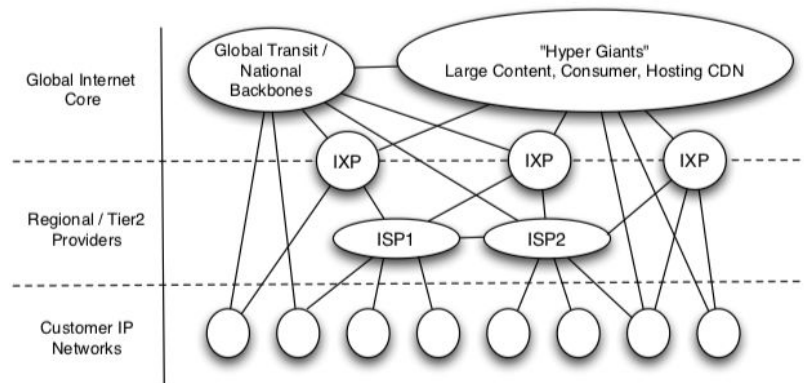 Global Internet
Core
Global Transit /
National
Backbones
"Hyper Giants"
Large Content, Consumer, Hosting CDN
IXP
IXP
IXP
Regional / Tier2
Providers
ISP1
ISP2
Customer IP
Networks